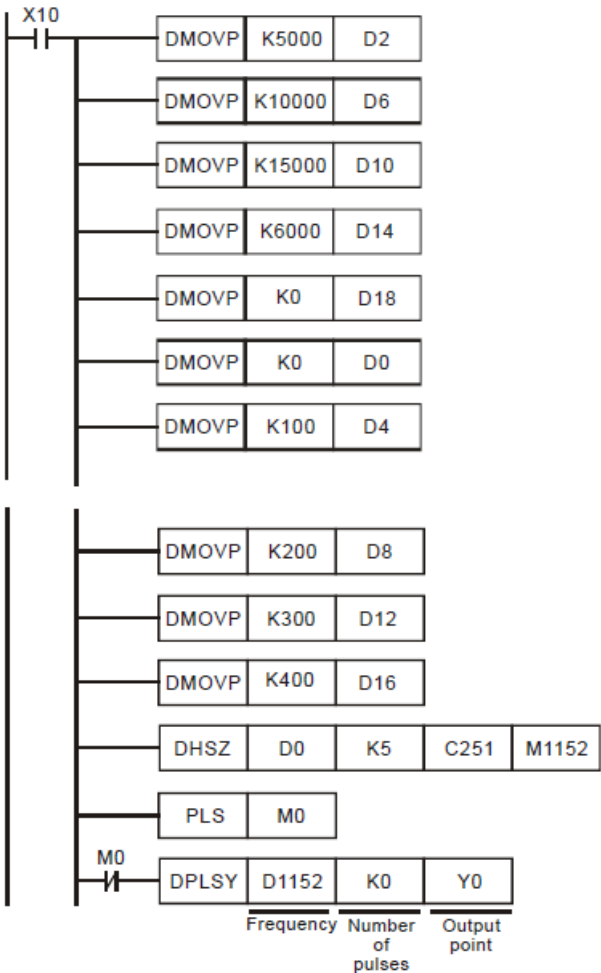 X10
DMOVP K5000 D2
DMOVP K10000 D6
DMOVP K15000 D10
DMOVP K6000 D14
DMOVP K0 D18
DMOVP K0 D0
DMOVP K100 D4
DMOVP K200 D8
DMOVP K300 D12
DMOVP K400 D16
DHSZ D0 K5 C251 M1152
PLS M0
M0
DPLSY D1152 K0 Y0
Frequency Number of pulses Output point